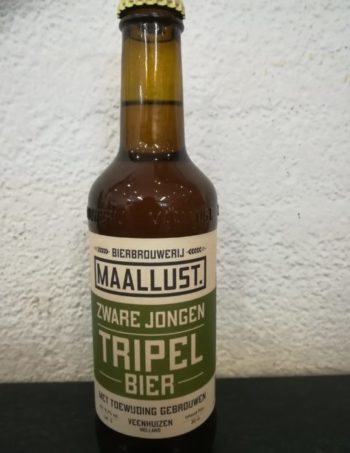 BIERBROUWERIJ
MAALLUST.
ZWARE JONGEN
TRIPEL
BIER
MET TOEWIJDING GEBROUWEN
VEENHUIZEN
HOLLAND